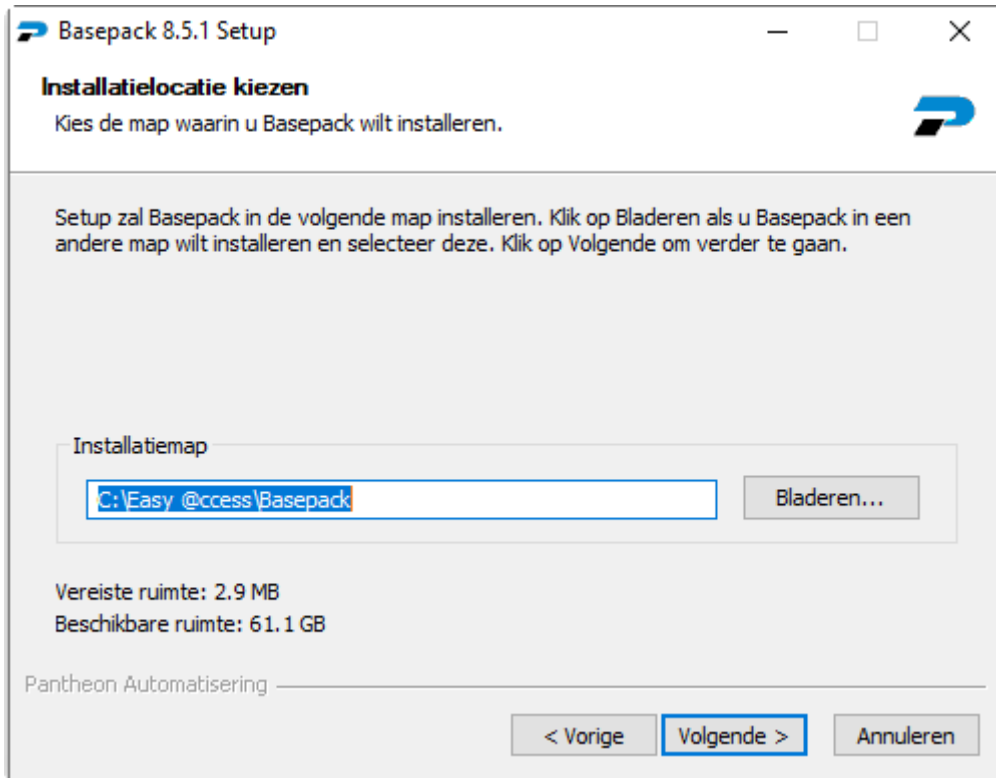 Basepack 8.5.1 Setup
Installatielocatie kiezen
Kies de map waarin u Basepack wilt installeren.
Setup zal Basepack in de volgende map installeren. Klik op Bladeren als u Basepack in een
andere map wilt installeren en selecteer deze. Klik op Volgende om verder te gaan.
Installatiemap
C:\Easy @ccess\Basepack
Bladeren...
Vereiste ruimte: 2.9 MB
Beschikbare ruimte: 61.1 GB
Pantheon Automatisering
< Vorige
Volgende >
Annuleren